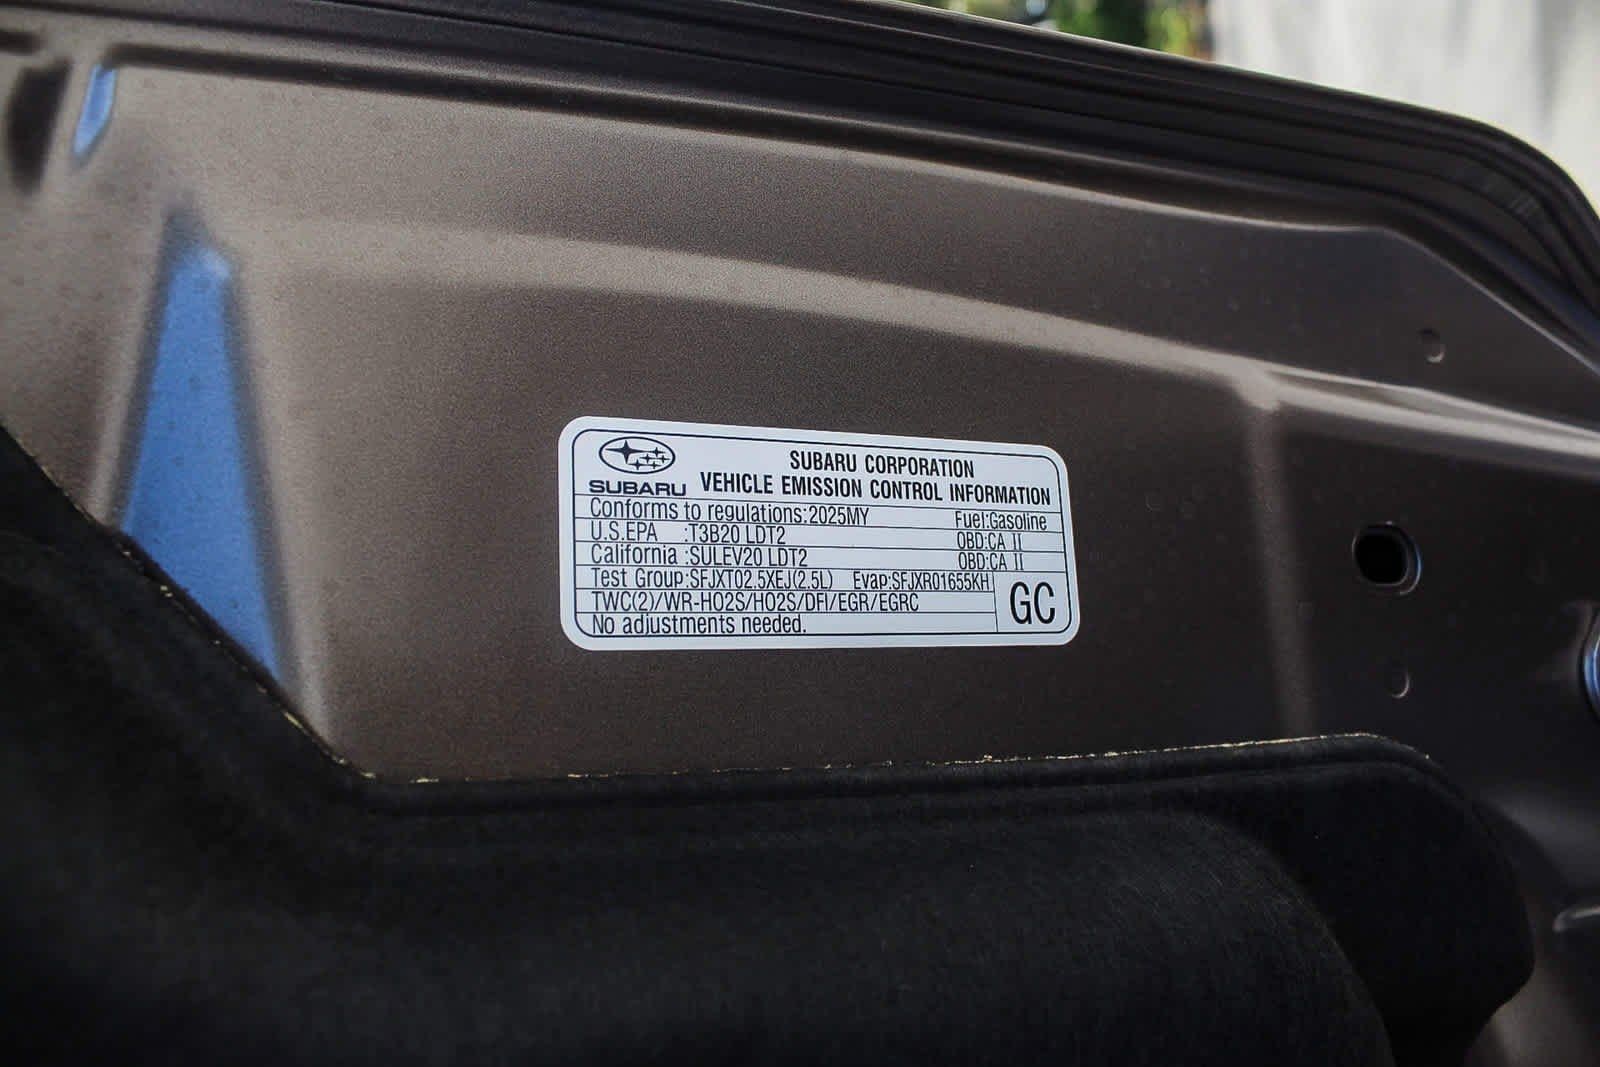 SUBARU CORPORATION
SUBARU VEHICLE EMISSION CONTROL INFORMATION
Conforms to regulations:2025MY Fuel:Gasoline
U.S.EPA :T3B20 LDT2 OBD:CA II
California :SULEV20 LDT2 OBD:CA II
Test Group:SFJXT02.5XEJ(2.5L) Evap:SFJXR01655KH
TWC(2)/WR-HO2S/HO2S/DFI/EGR/EGRC GC
No adjustments needed.